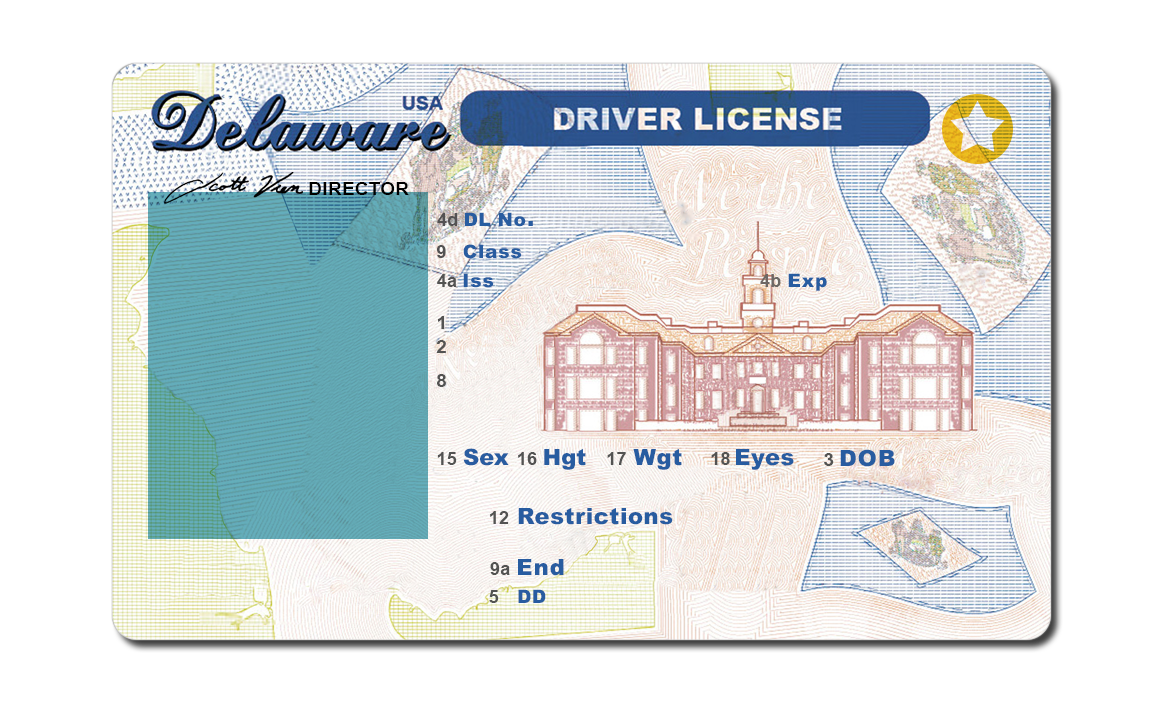 USA
Delaware
DRIVER LICENSE
Scott Vien DIRECTOR
We the
People
4d DL No.
9 Class
4a Iss
4b Exp
1
2
8
15 Sex 16 Hgt 17 Wgt 18 Eyes 3 DOB
12 Restrictions
9a End
5 DD